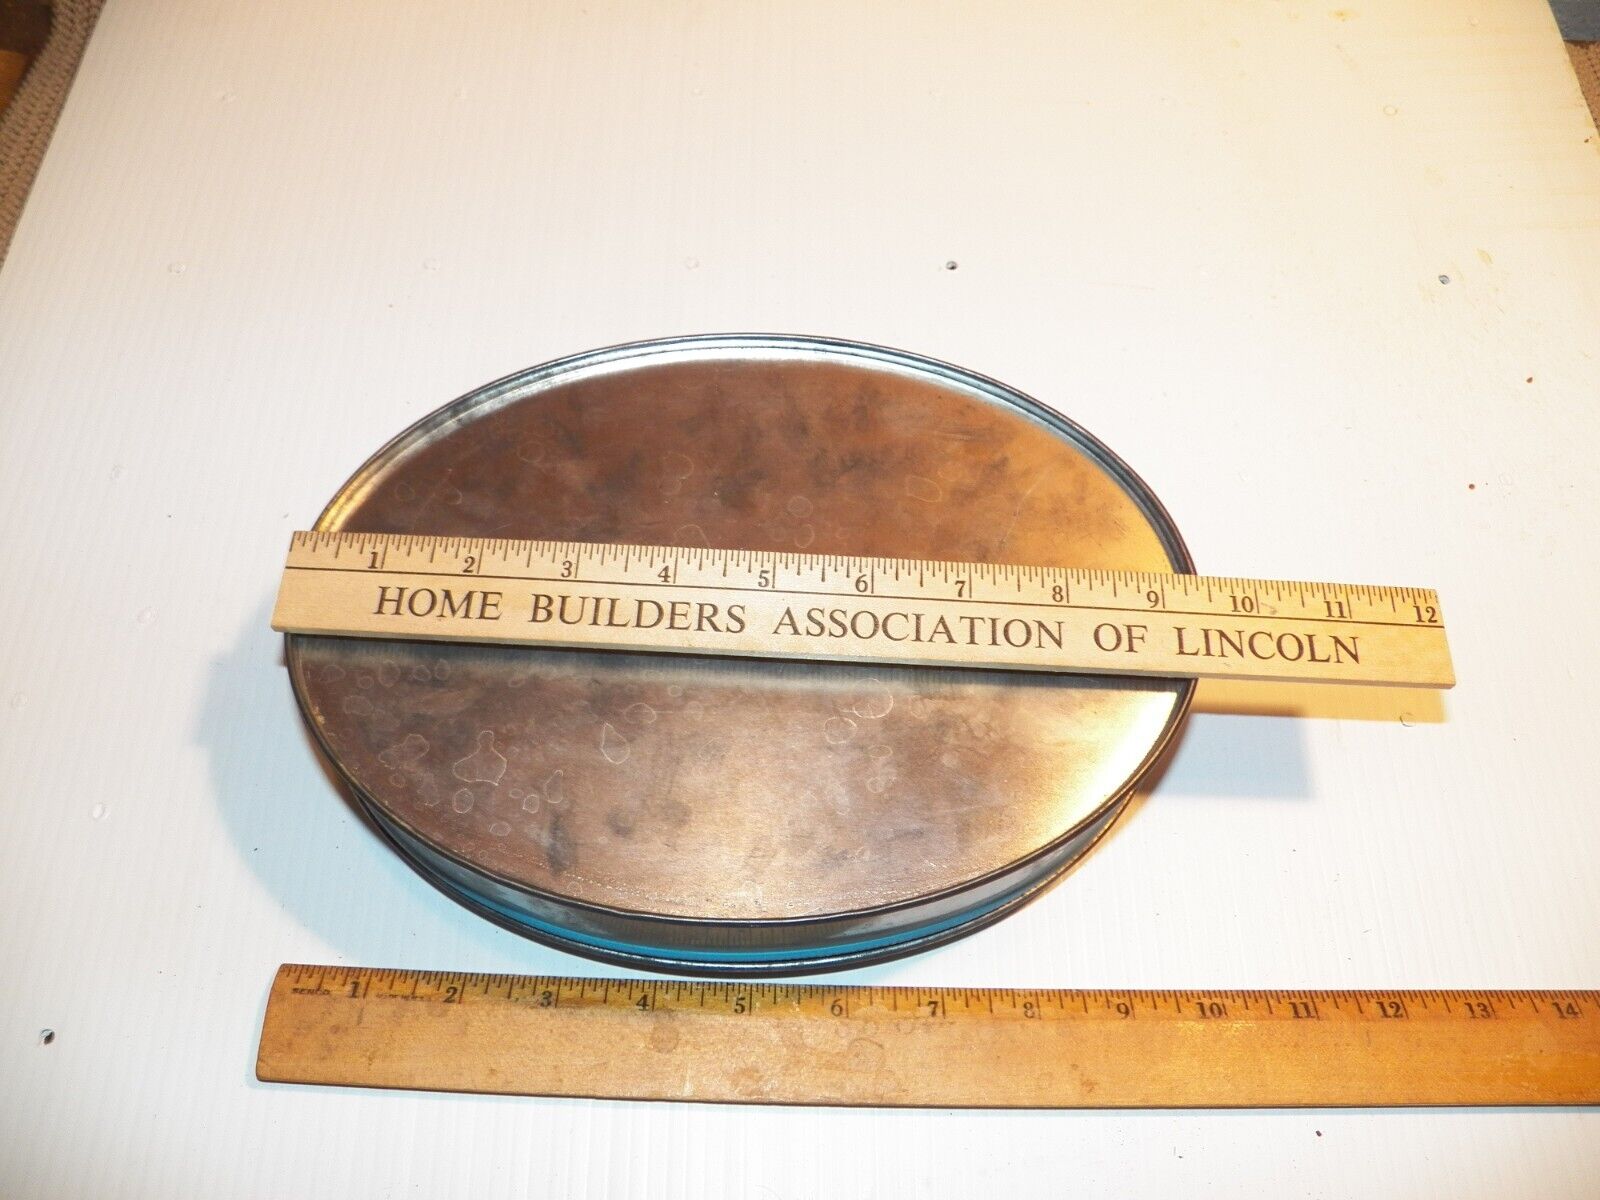 1 2 3 4 5 6 7 8 9 10 11 12
HOME BUILDERS ASSOCIATION OF LINCOLN
1 2 3 4 5 6 7 8 9 10 11 12 13 14